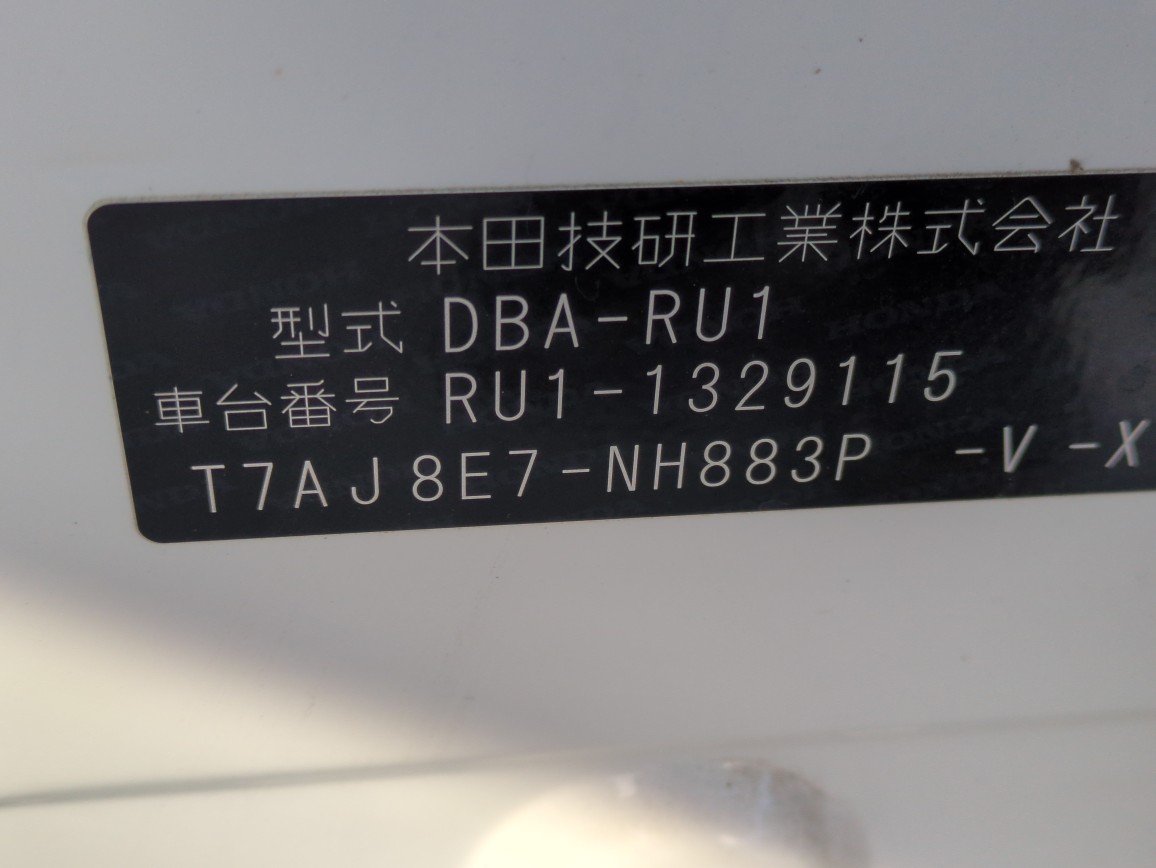 本田技研工業株式会社
型式 DBA-RU1
車台番号 RU1-1329115
T7AJ8E7-NH883P -V -X